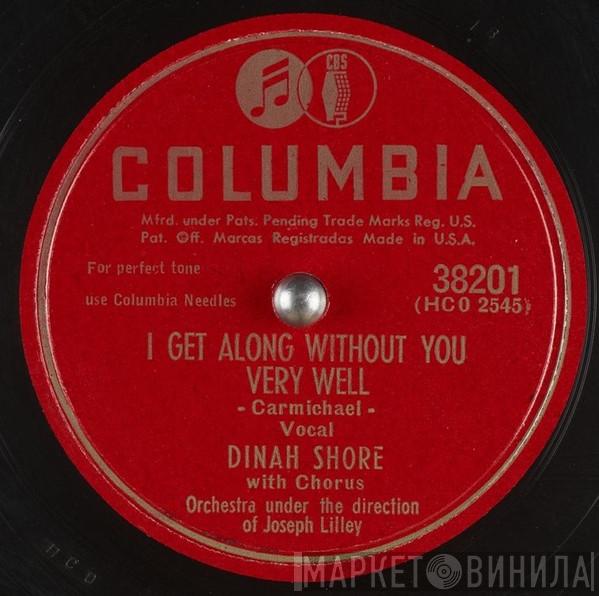 CBS
COLUMBIA
Mfrd. under Pats. Pending Trade Marks Reg. U.S.
Pat. Off. Marcas Registradas Made in U.S.A.
For perfect tone
use Columbia Needles
38201
(HCO 2545)
I GET ALONG WITHOUT YOU
VERY WELL
- Carmichael -
Vocal
DINAH SHORE
with Chorus
Orchestra under the direction
of Joseph Lilley
HCO
МАРКЕТ ВИНИЛА